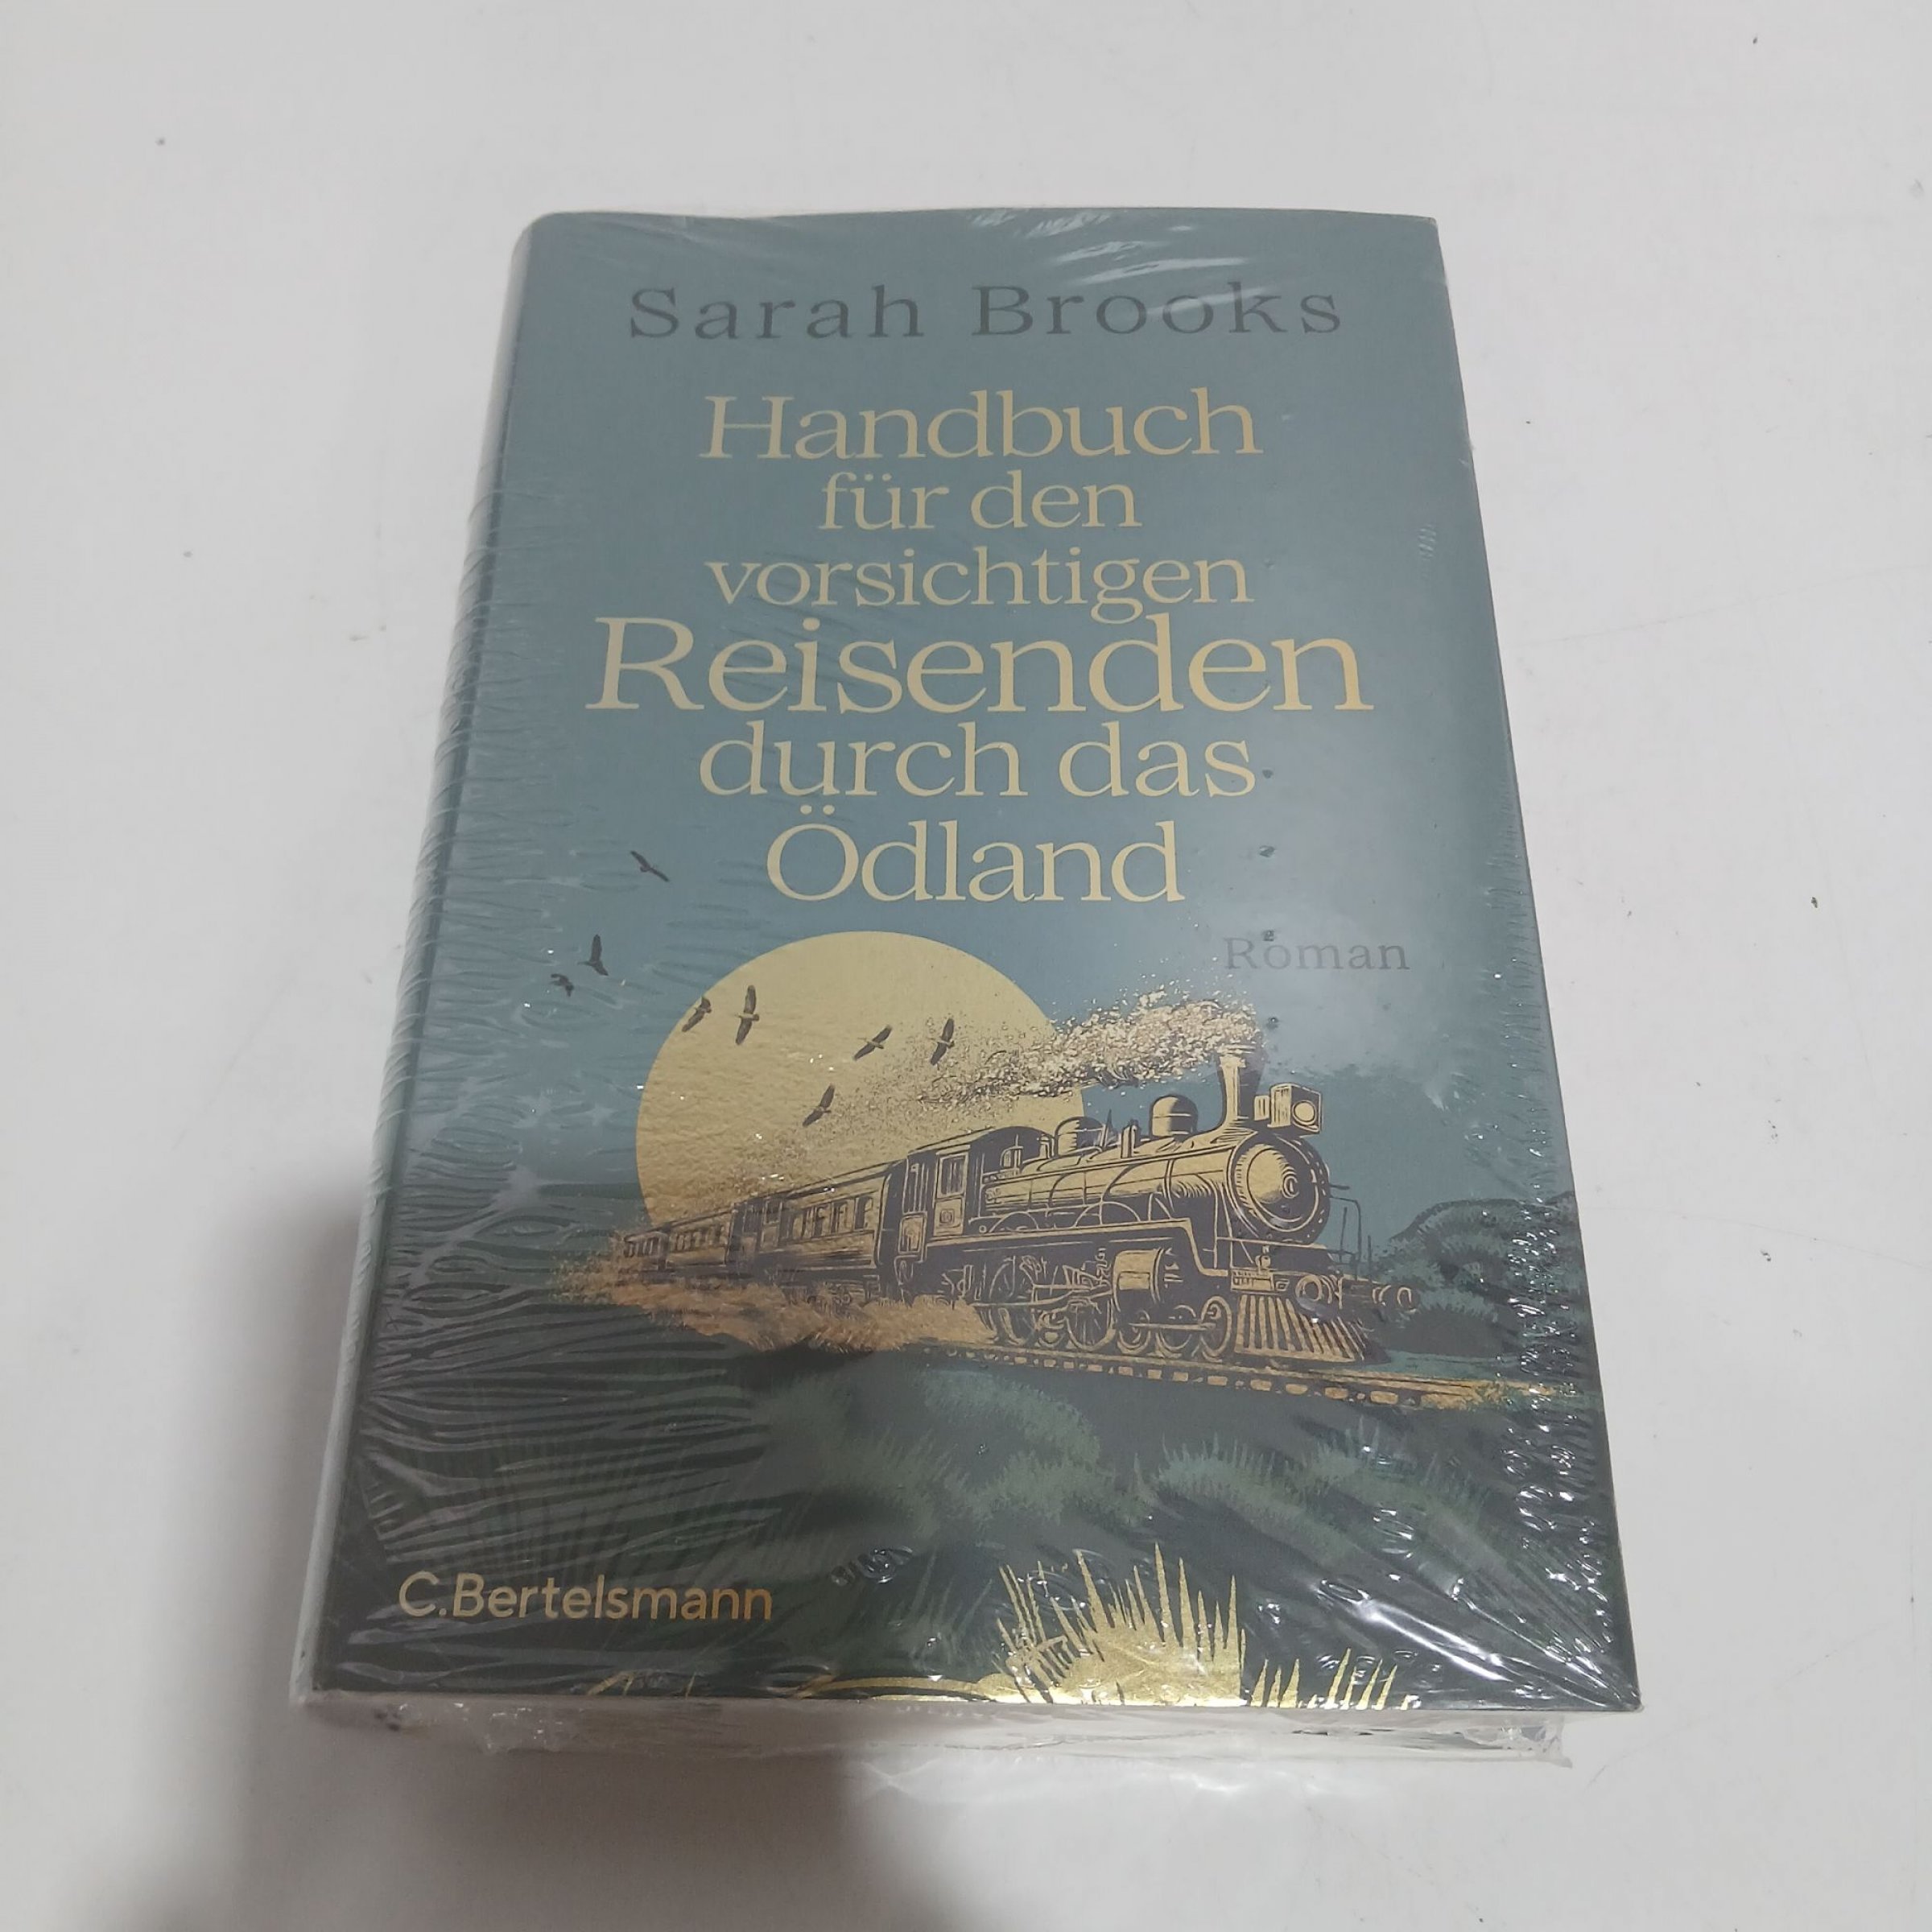 Sarah Brooks
Handbuch
für den
vorsichtigen
Reisenden
durch das
Ödland
Roman
C.Bertelsmann